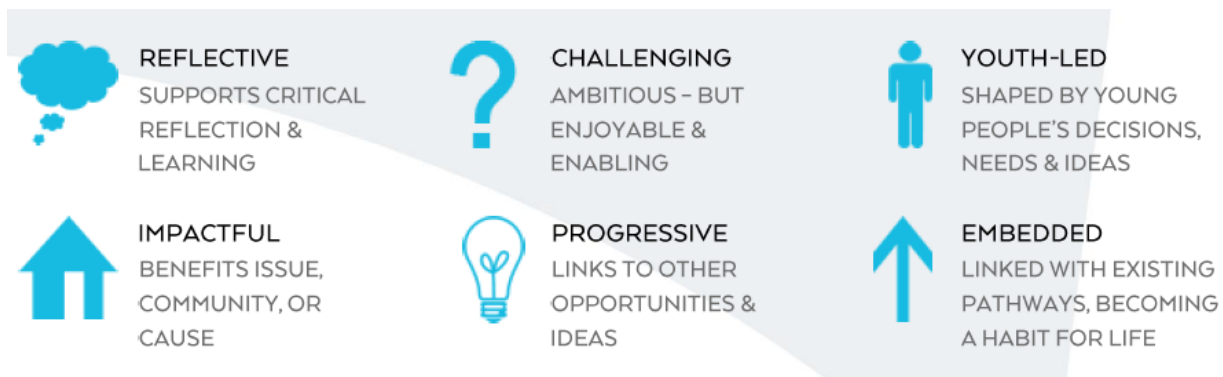 REFLECTIVE
SUPPORTS CRITICAL
REFLECTION &
LEARNING
CHALLENGING
AMBITIOUS – BUT
ENJOYABLE &
ENABLING
YOUTH-LED
SHAPED BY YOUNG
PEOPLE'S DECISIONS,
NEEDS & IDEAS
IMPACTFUL
BENEFITS ISSUE,
COMMUNITY, OR
CAUSE
PROGRESSIVE
LINKS TO OTHER
OPPORTUNITIES &
IDEAS
EMBEDDED
LINKED WITH EXISTING
PATHWAYS, BECOMING
A HABIT FOR LIFE